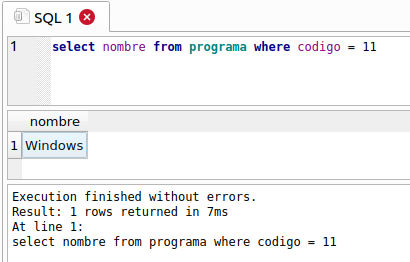 SQL 1
1 select nombre from programa where codigo = 11
nombre
1 Windows
Execution finished without errors.
Result: 1 rows returned in 7ms
At line 1:
select nombre from programa where codigo = 11